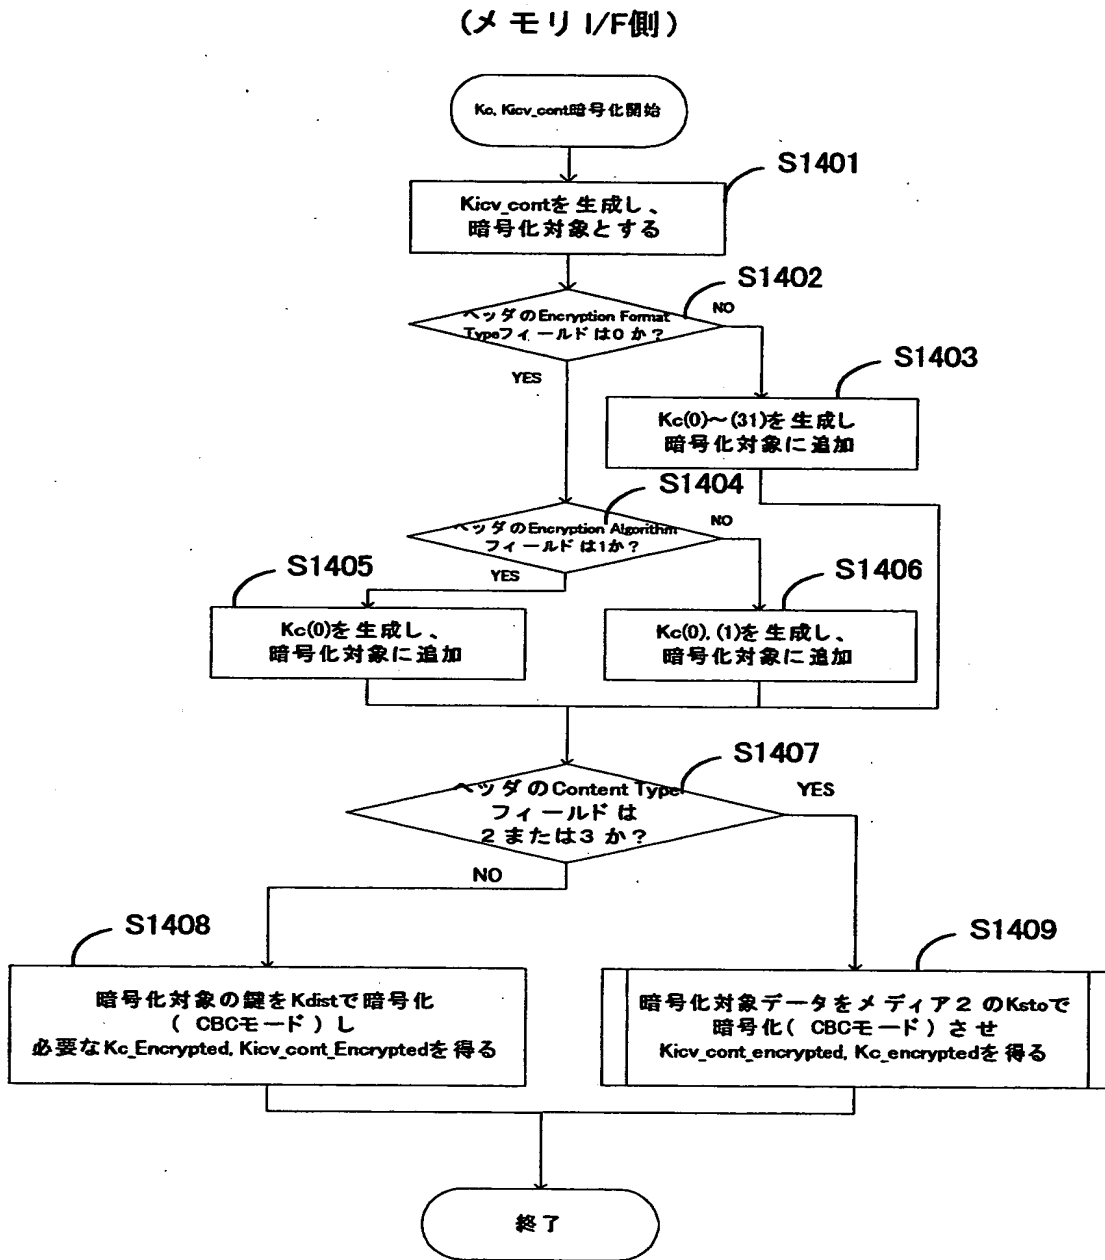 (メモリI/F側)
Kc, Kicv_cont暗号化開始
S1401
Kicv_contを生成し、
暗号化対象とする
S1402
ヘッダのEncryption Format
Typeフィールドは0か?
NO
YES
S1403
Kc(0)～(31)を生成し
暗号化対象に追加
S1404
ヘッダのEncryption Algorithm
フィールドは1か?
NO
YES
S1405
Kc(0)を生成し、
暗号化対象に追加
S1406
Kc(0), (1)を生成し、
暗号化対象に追加
S1407
ヘッダのContent Type
フィールドは
2または3か?
YES
NO
S1408
暗号化対象の鍵をKdistで暗号化
(CBCモード)し
必要なKc_Encrypted, Kicv_cont_Encryptedを得る
S1409
暗号化対象データをメディア2のKstoで
暗号化(CBCモード)させ
Kicv_cont_encrypted, Kc_encryptedを得る
終了